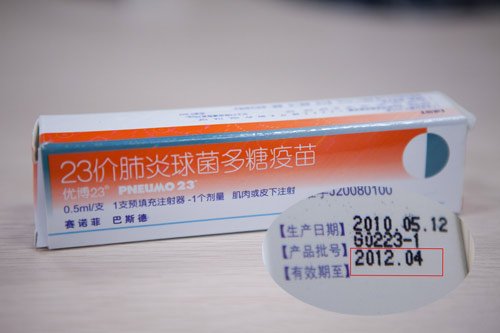 23价肺炎球菌多糖疫苗
优博23® PNEUMO 23®
0.5ml/支 1支预填充注射器-1个剂量 肌肉或皮下注射
J20080100
赛诺菲 巴斯德
【生产日期】 2010.05.12
【产品批号】 G0223-1
【有效期至】 2012.04